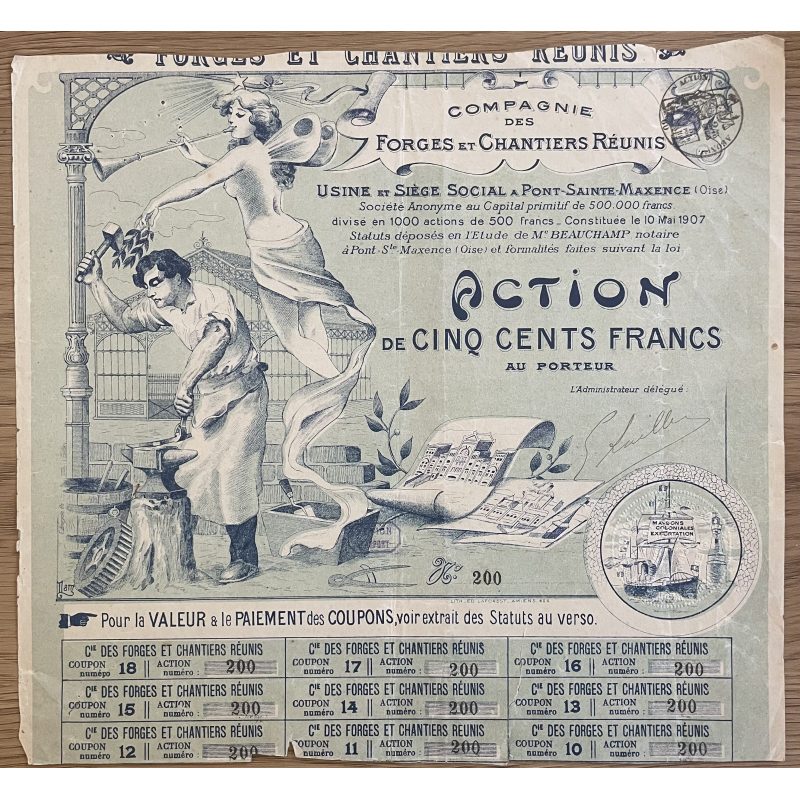 FORGES ET CHANTIERS RÉUNIS
COMPAGNIE
DES
FORGES ET CHANTIERS RÉUNIS
USINE ET SIÈGE SOCIAL A PONT-SAINTE-MAXENCE (Oise)
Société Anonyme au Capital primitif de 500.000 francs.
divisé en 1000 actions de 500 francs _ Constituée le 10 Mai 1907
Statuts déposés en l'Etude de Me BEAUCHAMP notaire
à Pont-Ste-Maxence (Oise) et formalités faites suivant la loi.
ACTION
DE CINQ CENTS FRANCS
AU PORTEUR
L'Administrateur délégué:
MAISONS
COLONIALES
EXPORTATION
No 200
LITH. ED. LAFOREST, AMIENS
Pour la VALEUR & le PAIEMENT des COUPONS, voir extrait des Statuts au verso.
Cie DES FORGES ET CHANTIERS RÉUNIS
COUPON numéro 18 || ACTION numéro: 200
Cie DES FORGES ET CHANTIERS RÉUNIS
COUPON numéro 17 || ACTION numéro: 200
Cie DES FORGES ET CHANTIERS RÉUNIS
COUPON numéro 16 || ACTION numéro: 200
Cie DES FORGES ET CHANTIERS RÉUNIS
COUPON numéro 15 || ACTION numéro: 200
Cie DES FORGES ET CHANTIERS RÉUNIS
COUPON numéro 14 || ACTION numéro: 200
Cie DES FORGES ET CHANTIERS RÉUNIS
COUPON numéro 13 || ACTION numéro: 200
Cie DES FORGES ET CHANTIERS RÉUNIS
COUPON numéro 12 || ACTION numéro: 200
Cie DES FORGES ET CHANTIERS RÉUNIS
COUPON numéro 11 || ACTION numéro: 200
Cie DES FORGES ET CHANTIERS RÉUNIS
COUPON numéro 10 || ACTION numéro: 200